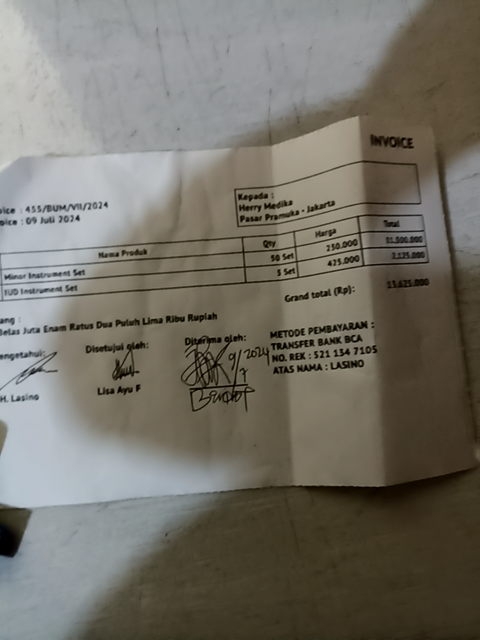 INVOICE
oice : 455/BUM/VII/2024
oice : 09 Juli 2024
Kepada :
Herry Medika
Pasar Pramuka - Jakarta
Nama Produk Qty Harga Total
Minor Instrument Set 50 Set 230.000 11.500.000
IUD Instrument Set 5 Set 425.000 2.125.000
Grand total (Rp): 13.625.000
ang :
Belas Juta Enam Ratus Dua Puluh Lima Ribu Rupiah
engetahui: Disetujui oleh: Diterima oleh:
9/7 2024
H. Lasino Lisa Ayu F
METODE PEMBAYARAN :
TRANSFER BANK BCA
NO. REK : 521 134 7105
ATAS NAMA : LASINO